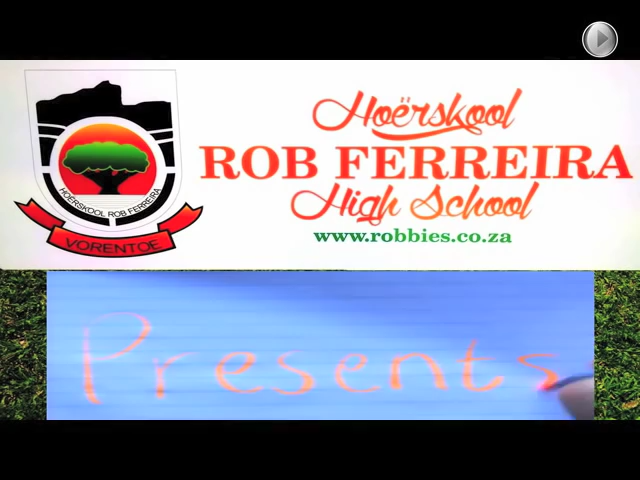 HOËRSKOOL ROB FERREIRA
VORENTOE
Hoërskool
ROB FERREIRA
High School
www.robbies.co.za
Presents